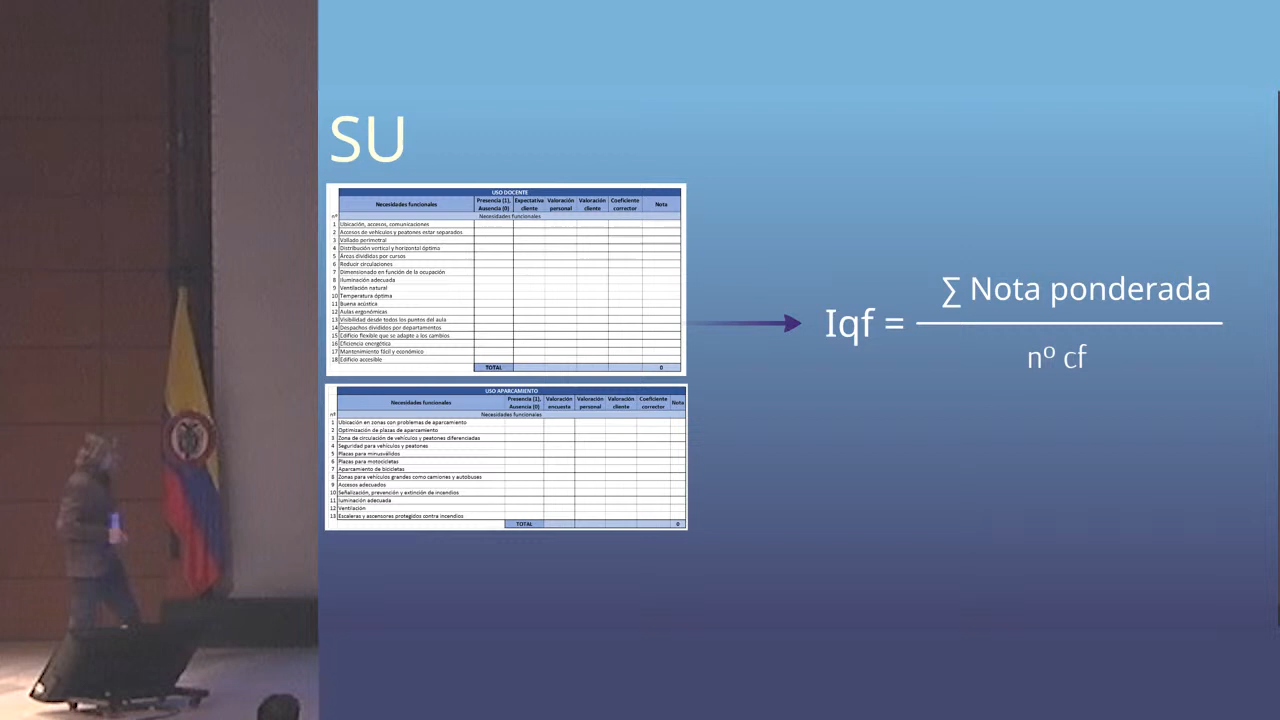 SU
USO DOCENTE
Necesidades funcionales
Presencia (1), Ausencia (0)
Expectativa cliente
Valoración personal
Valoración cliente
Coeficiente corrector
Nota
nº
Necesidades funcionales
1 Ubicación, accesos, comunicaciones
2 Accesos de vehículos y peatones estar separados
3 Vallado perimetral
4 Distribución vertical y horizontal óptima
5 Áreas divididas por cursos
6 Reducir circulaciones
7 Dimensionado en función de la ocupación
8 Iluminación adecuada
9 Ventilación natural
10 Temperatura óptima
11 Buena acústica
12 Aulas ergonómicas
13 Visibilidad desde todos los puntos del aula
14 Despachos divididos por departamentos
15 Edificio flexible que se adapte a los cambios
16 Eficiencia energética
17 Mantenimiento fácil y económico
18 Edificio accesible
TOTAL 0
USO APARCAMIENTO
Necesidades funcionales
Presencia (1), Ausencia (0)
Valoración encuesta
Valoración personal
Valoración cliente
Coeficiente corrector
Nota
nº
Necesidades funcionales
1 Ubicación en zonas con problemas de aparcamiento
2 Optimización de plazas de aparcamiento
3 Zona de circulación de vehículos y peatones diferenciadas
4 Seguridad para vehículos y peatones
5 Plazas para minusválidos
6 Plazas para motocicletas
7 Aparcamiento de bicicletas
8 Zonas para vehículos grandes como camiones y autobuses
9 Accesos adecuados
10 Señalización, prevención y extinción de incendios
11 Iluminación adecuada
12 Ventilación
13 Escaleras y ascensores protegidos contra incendios
TOTAL 0
∑ Nota ponderada
Iqf =
nº cf